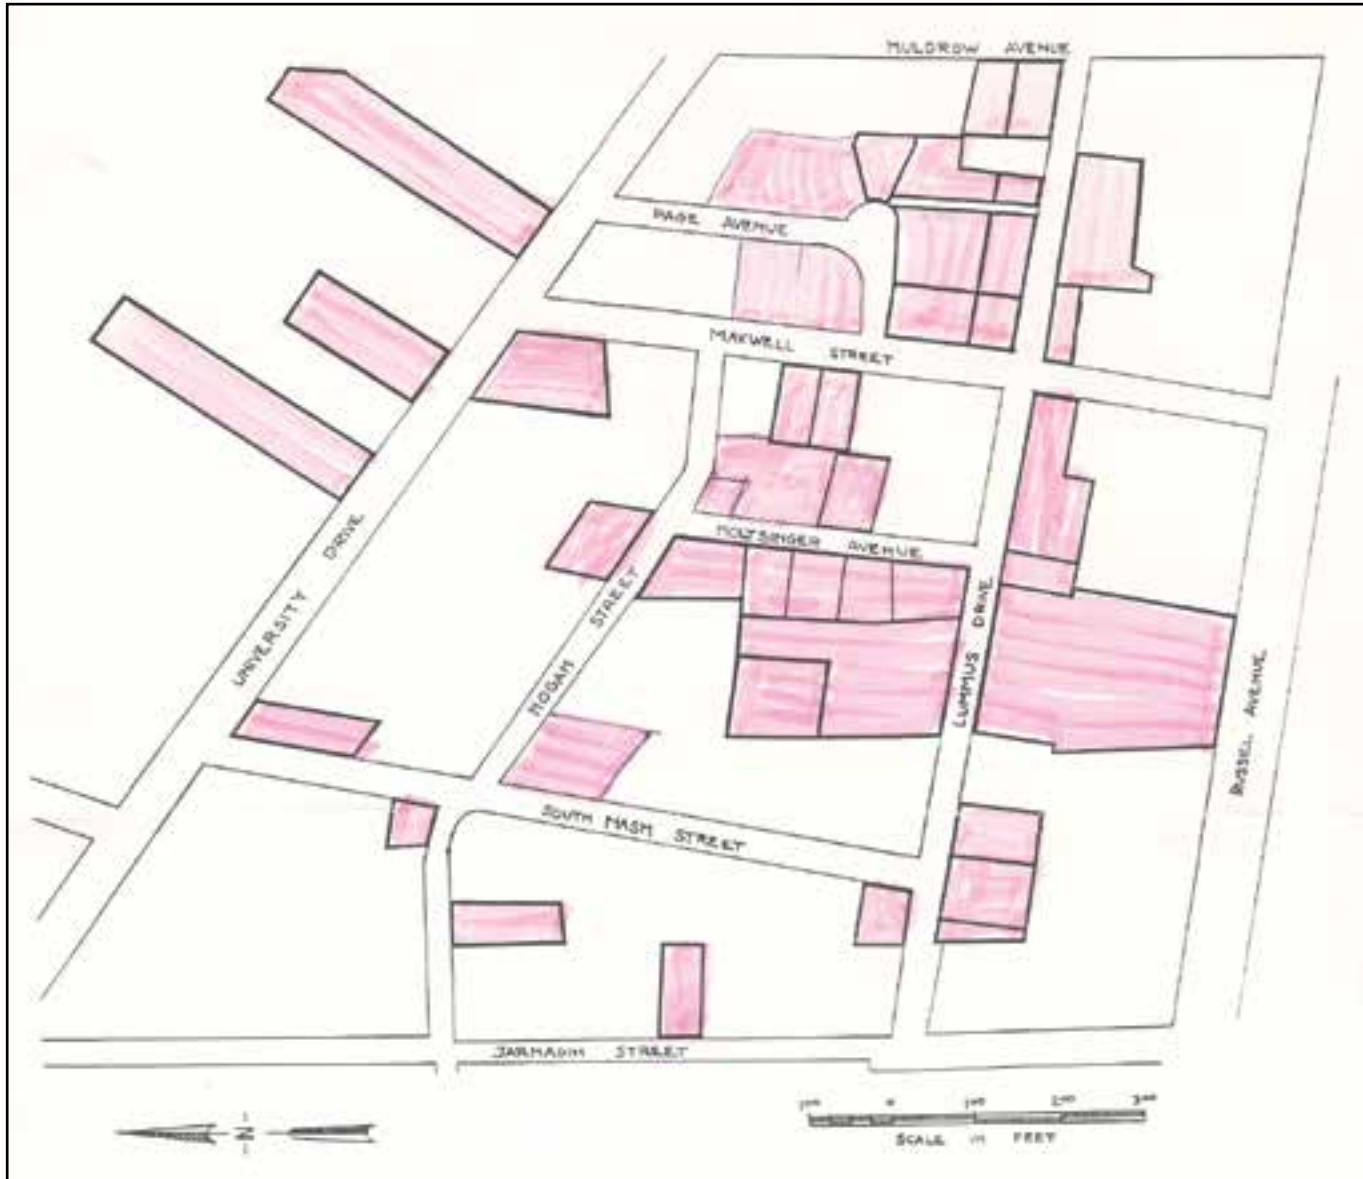 MULDROW AVENUE
PAGE AVENUE
MAXWELL STREET
HOLTSINGER AVENUE
UNIVERSITY DRIVE
HOGAN STREET
LUMMUS DRIVE
RUSSEL AVENUE
SOUTH NASH STREET
JARNAGIN STREET
N
100 0 100 200 300
SCALE IN FEET